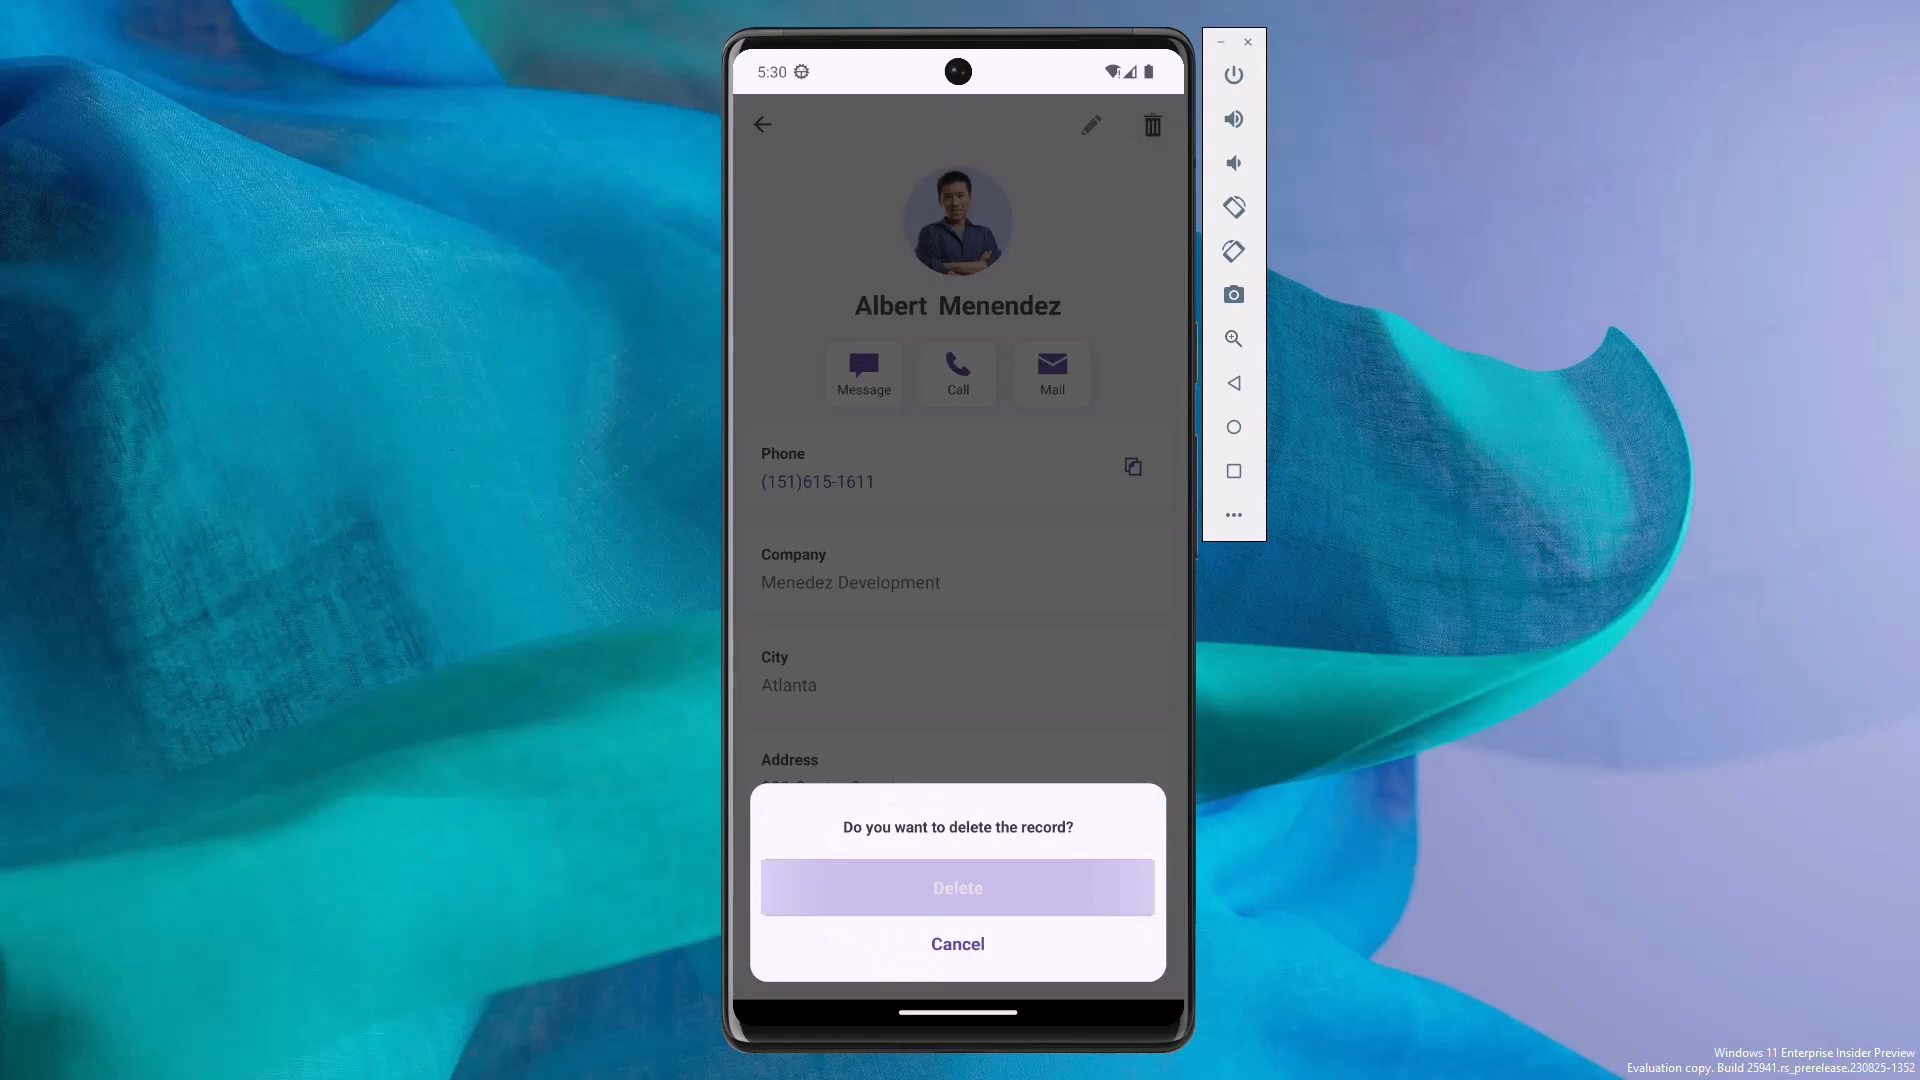 5:30
Albert Menendez
Message
Call
Mail
Phone
(151)615-1611
Company
Menedez Development
City
Atlanta
Address
Do you want to delete the record?
Delete
Cancel
Windows 11 Enterprise Insider Preview
Evaluation copy. Build 25941.rs_prerelease.230825-1352